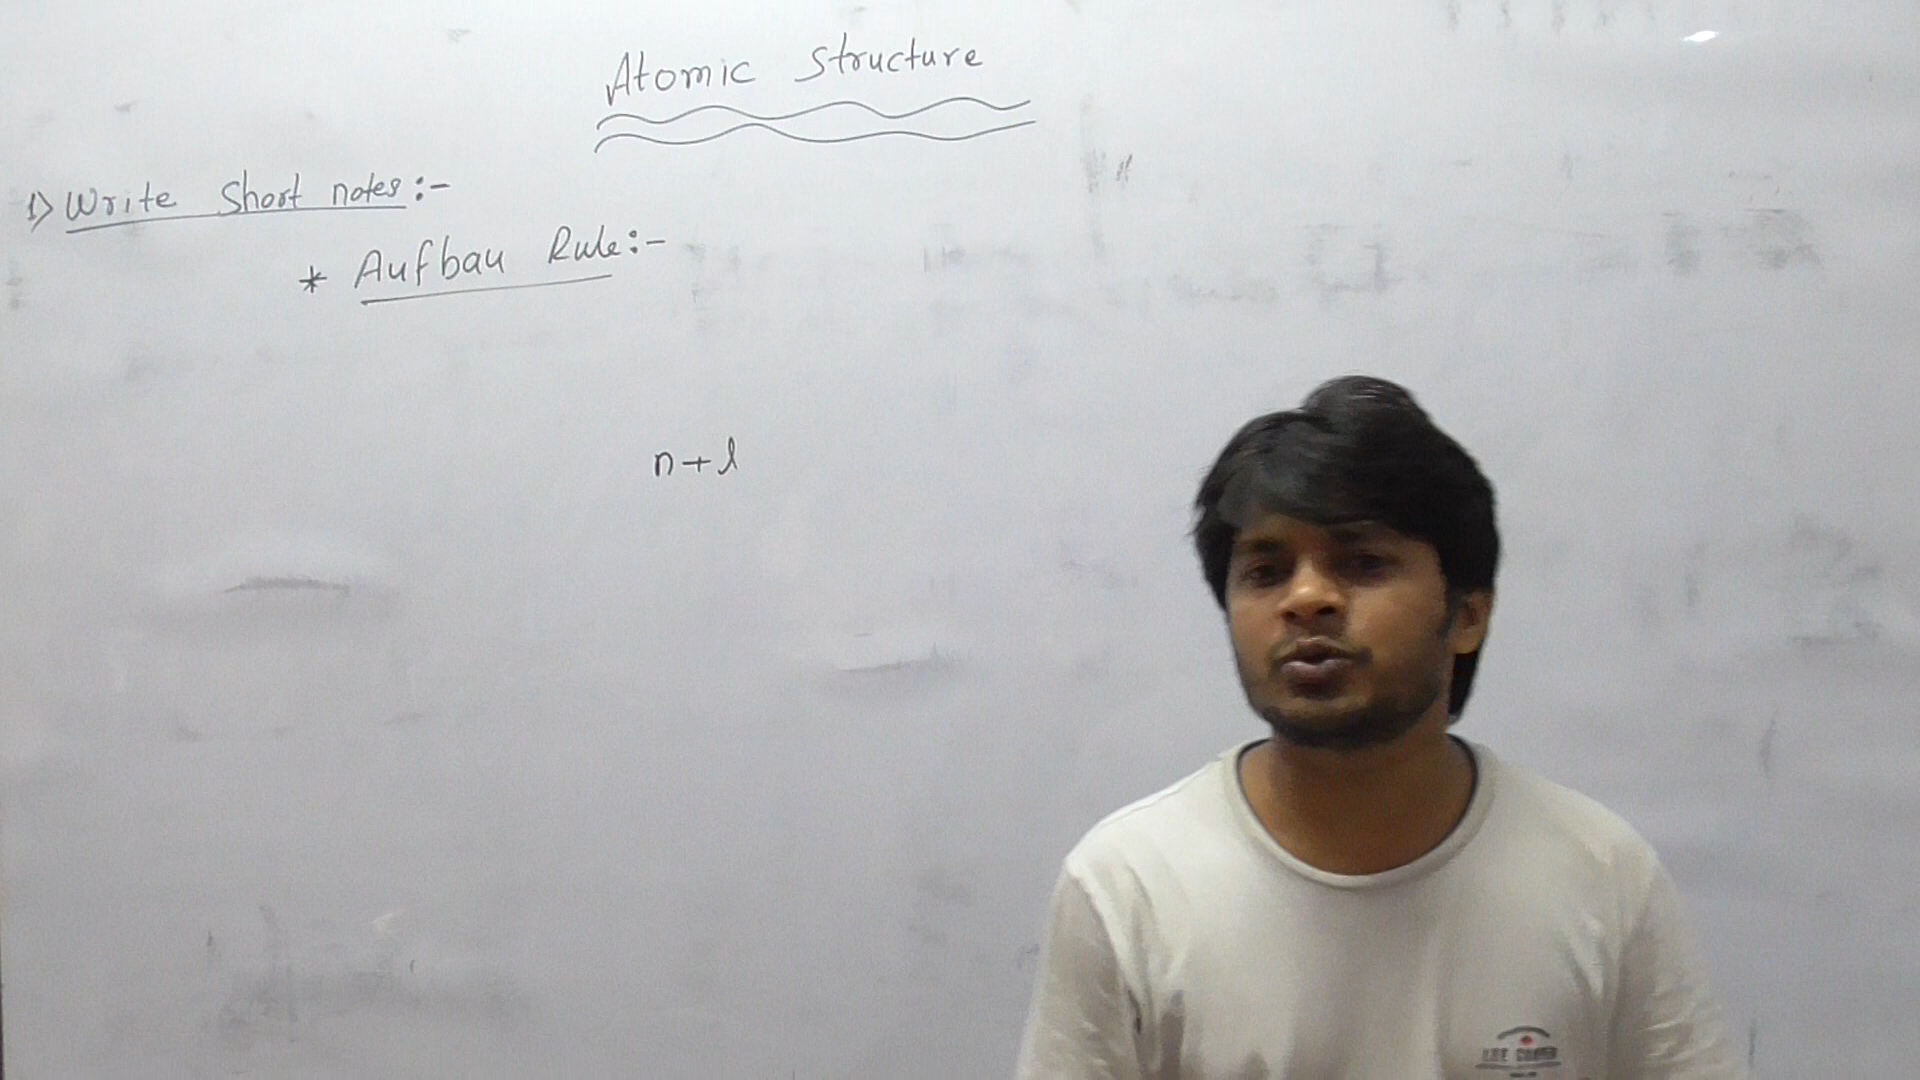 Atomic Structure
1) Write Short notes:-
* Aufbau Rule:-
n+l